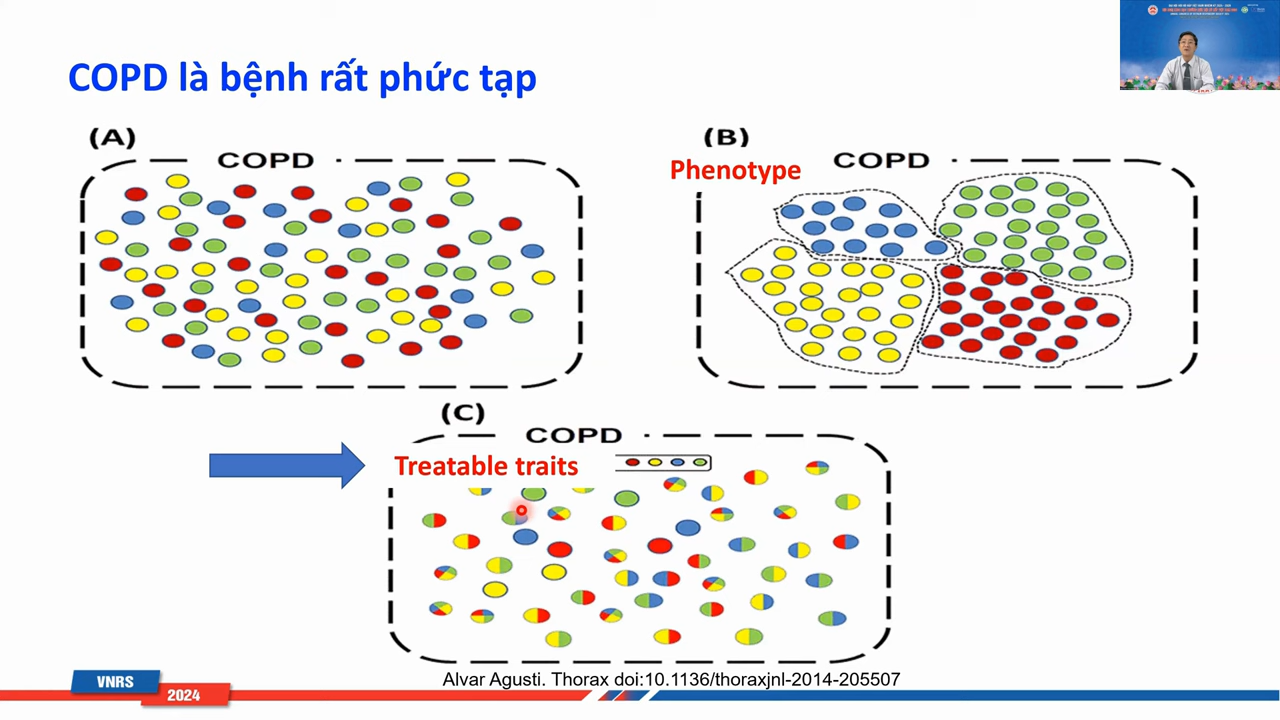 COPD là bệnh rất phức tạp
(A)
COPD
(B)
Phenotype
COPD
(C)
COPD
Treatable traits
VNRS
2024
Alvar Agusti. Thorax doi:10.1136/thoraxjnl-2014-205507